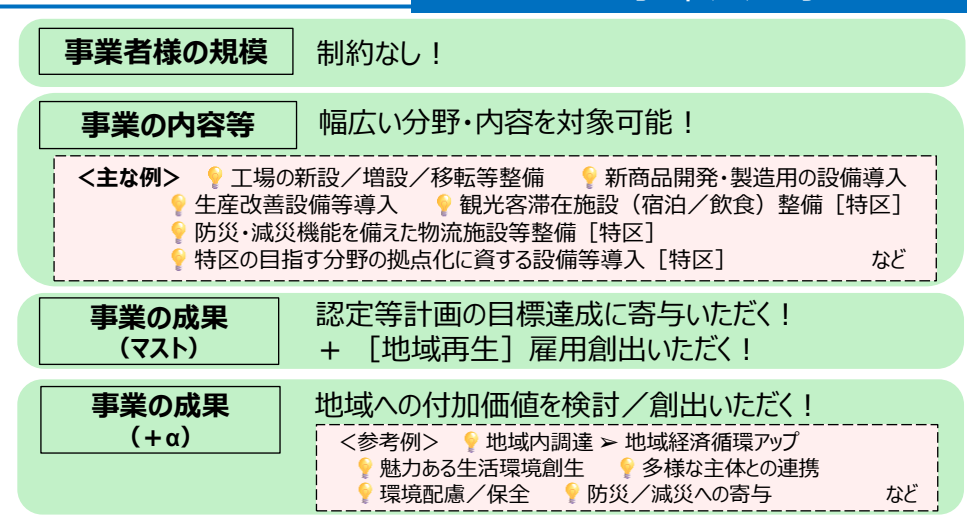 事業者様の規模 制約なし！
事業の内容等 幅広い分野・内容を対象可能！
＜主な例＞ 工場の新設／増設／移転等整備 新商品開発・製造用の設備導入
生産改善設備等導入 観光客滞在施設（宿泊／飲食）整備［特区］
防災・減災機能を備えた物流施設等整備［特区］
特区の目指す分野の拠点化に資する設備等導入［特区］ など
事業の成果
（マスト）
認定等計画の目標達成に寄与いただく！
＋ ［地域再生］雇用創出いただく！
事業の成果
（＋α）
地域への付加価値を検討／創出いただく！
＜参考例＞ 地域内調達 ➢ 地域経済循環アップ
魅力ある生活環境創生 多様な主体との連携
環境配慮／保全 防災／減災への寄与 など